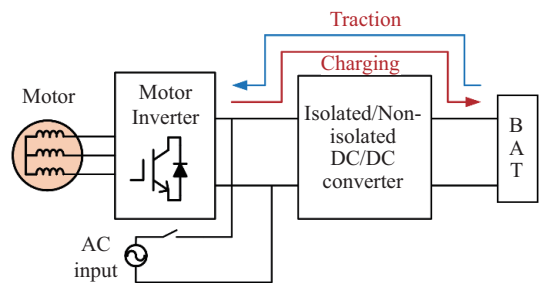 Traction
Charging
Motor
Motor
Inverter
Isolated/Non-
isolated
DC/DC
converter
B
A
T
AC
input